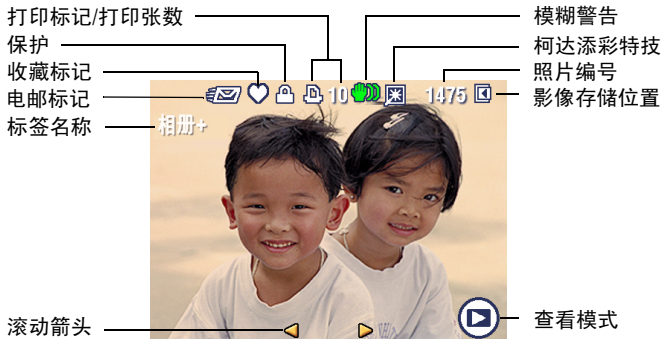 打印标记/打印张数
保护
收藏标记
电邮标记
标签名称
模糊警告
柯达添彩特技
照片编号
影像存储位置
10
1475
相册+
滚动箭头
查看模式